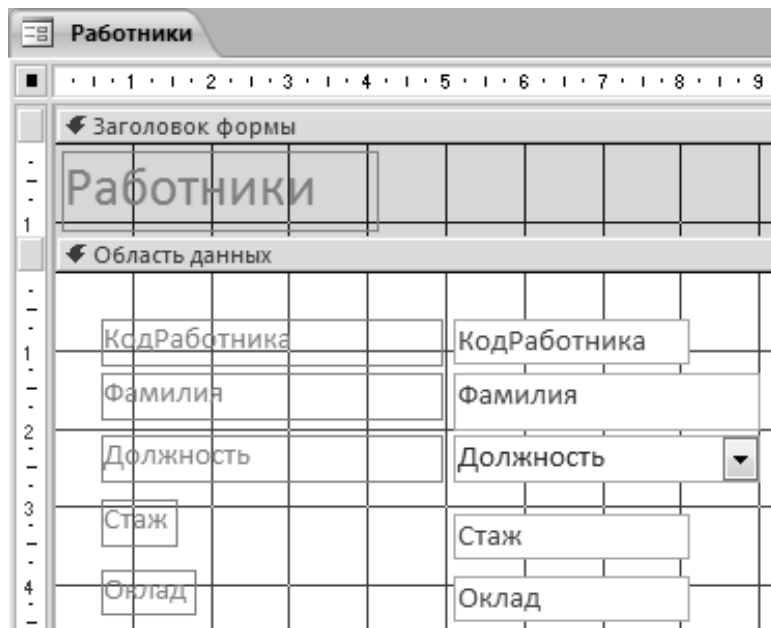 Работники
1 2 3 4 5 6 7 8 9
Заголовок формы
Работники
1
Область данных
КодРаботника КодРаботника
1
Фамилия Фамилия
2
Должность Должность
3
Стаж Стаж
4
Оклад Оклад